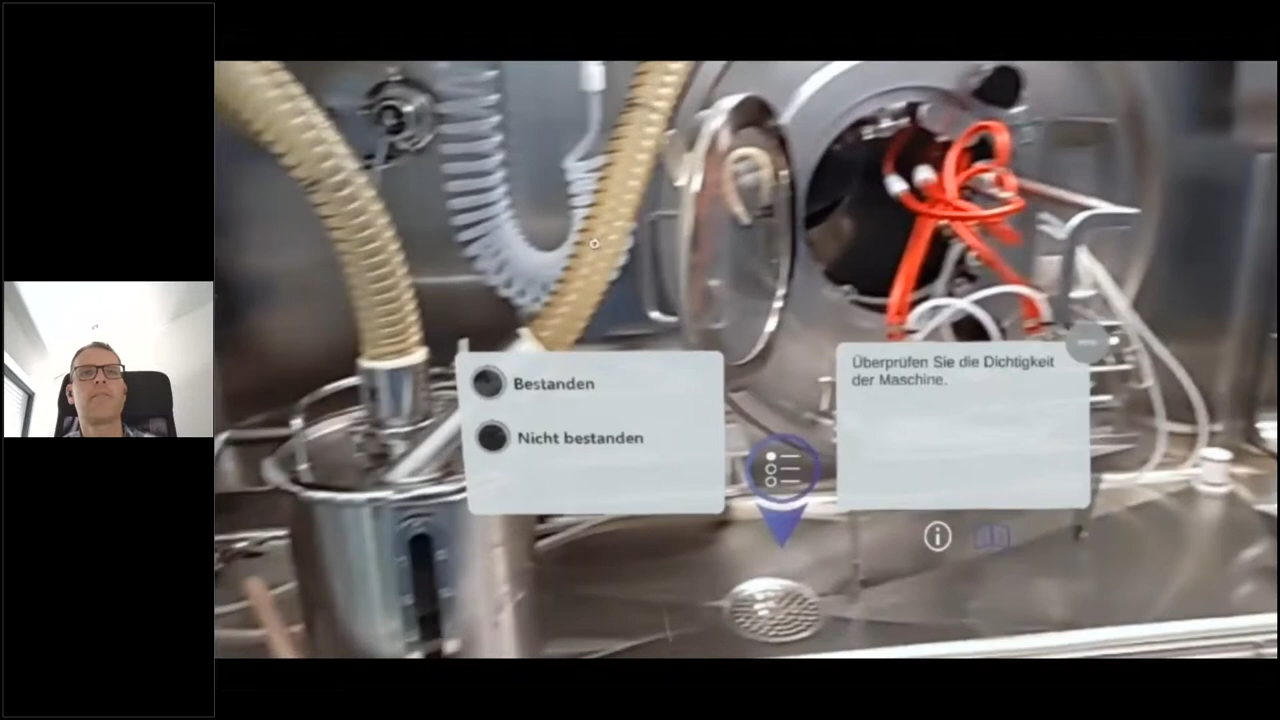 Bestanden
Nicht bestanden
Überprüfen Sie die Dichtigkeit
der Maschine.